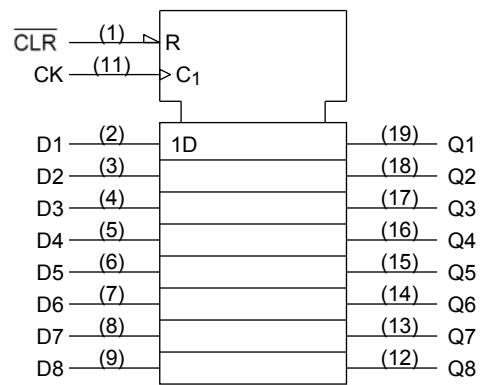 CLR (1) R
CK (11) C1
D1 (2) 1D (19) Q1
D2 (3) (18) Q2
D3 (4) (17) Q3
D4 (5) (16) Q4
D5 (6) (15) Q5
D6 (7) (14) Q6
D7 (8) (13) Q7
D8 (9) (12) Q8